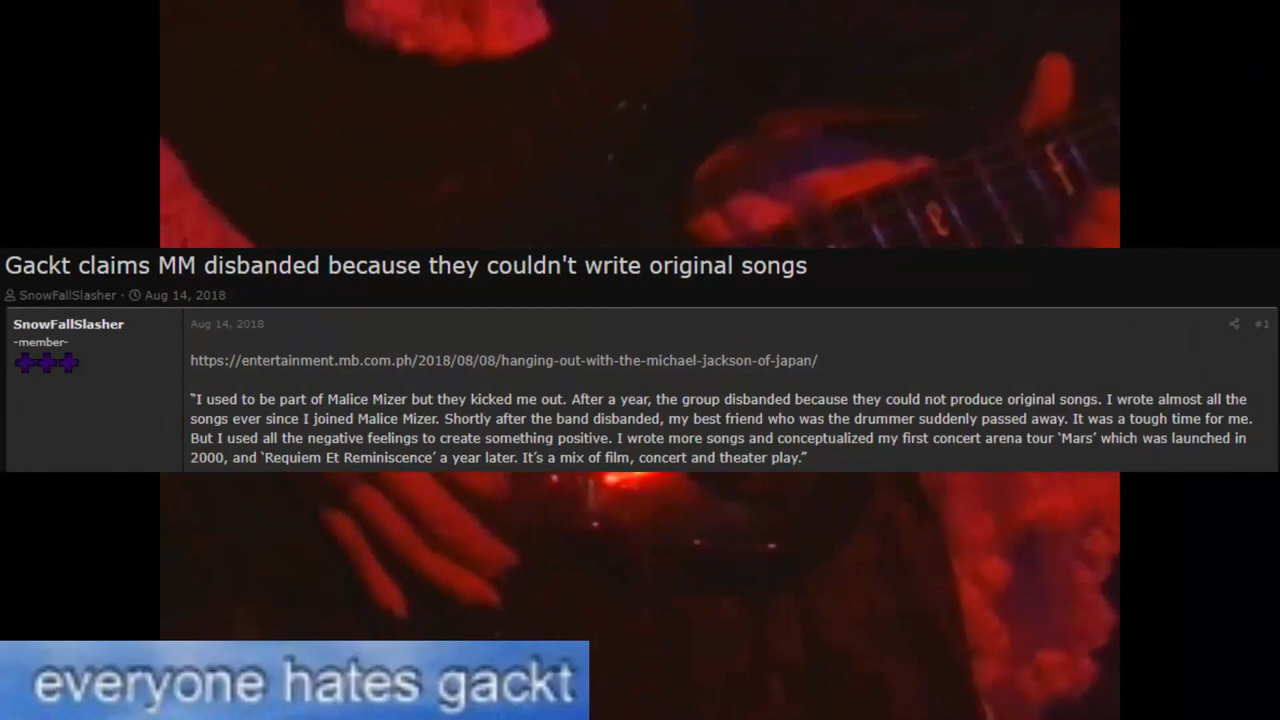 Gackt claims MM disbanded because they couldn't write original songs
SnowFallSlasher · Aug 14, 2018
SnowFallSlasher
-member-
Aug 14, 2018
#1
https://entertainment.mb.com.ph/2018/08/08/hanging-out-with-the-michael-jackson-of-japan/
“I used to be part of Malice Mizer but they kicked me out. After a year, the group disbanded because they could not produce original songs. I wrote almost all the
songs ever since I joined Malice Mizer. Shortly after the band disbanded, my best friend who was the drummer suddenly passed away. It was a tough time for me.
But I used all the negative feelings to create something positive. I wrote more songs and conceptualized my first concert arena tour ‘Mars’ which was launched in
2000, and ‘Requiem Et Reminiscence’ a year later. It’s a mix of film, concert and theater play.”
everyone hates gackt